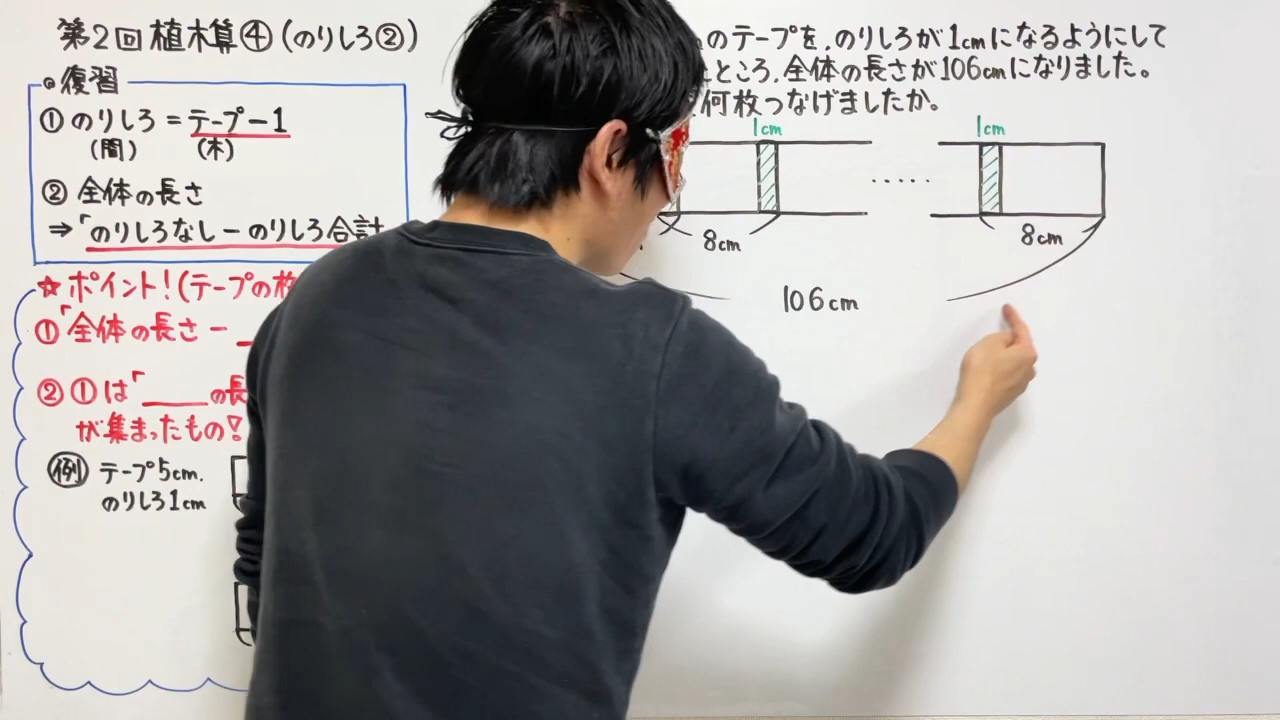 第2回植木算④(のりしろ②)
◎復習
①のりしろ=テープ-1
(間) (木)
②全体の長さ
⇒「のりしろなし-のりしろ合計
☆ポイント!(テープの枚
①「全体の長さ-
②①は「____の長
が集まったもの!
例 テープ5cm.
のりしろ1cm
のテープを,のりしろが1cmになるようにして
ところ,全体の長さが106cmになりました。
何枚つなげましたか。
1cm 1cm
.....
8cm 8cm
106cm